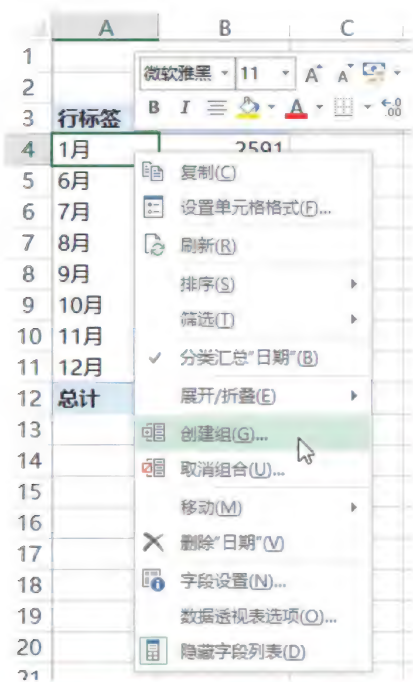 A B C
1
微软雅黑 11 A A
2
B I A .00
3 行标签
4 1月 2591
复制(C)
5 6月
6 7月 设置单元格格式(F)...
7 8月 刷新(R)
8 9月 排序(S)
9 10月 筛选(T)
10 11月
11 12月 ✓ 分类汇总"日期"(B)
12 总计 展开/折叠(E)
13 创建组(G)...
14 取消组合(U)...
15
16 移动(M)
17 删除"日期"(V)
18 字段设置(N)...
19 数据透视表选项(O)...
20 隐藏字段列表(D)
21